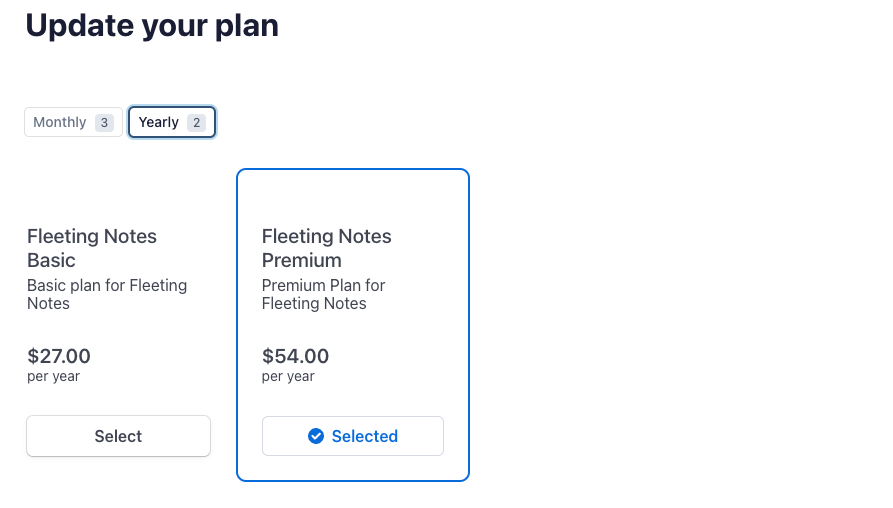 Update your plan
Monthly 3
Yearly 2
Fleeting Notes
Basic
Basic plan for Fleeting
Notes
$27.00
per year
Select
Fleeting Notes
Premium
Premium Plan for
Fleeting Notes
$54.00
per year
Selected